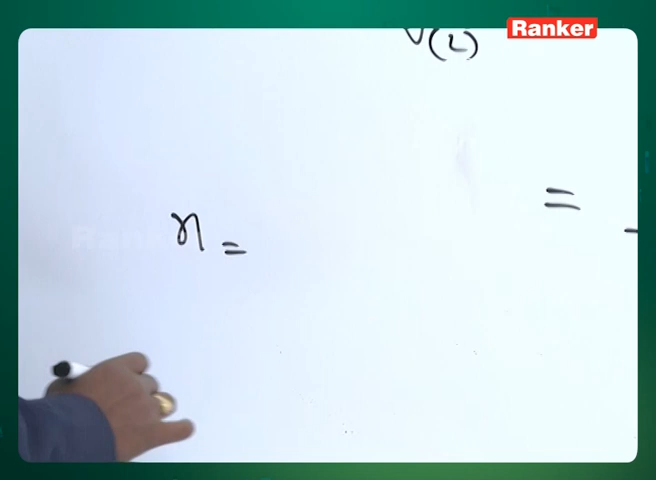 Ranker
V(L)
n =
=